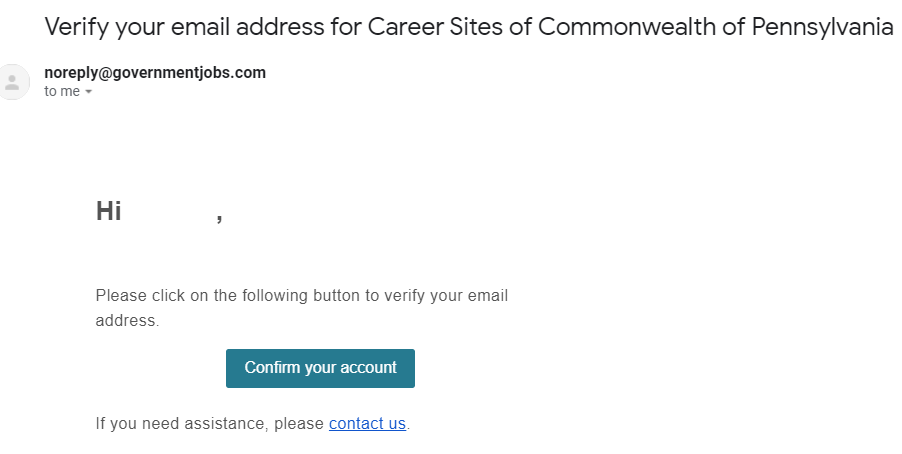 Verify your email address for Career Sites of Commonwealth of Pennsylvania
noreply@governmentjobs.com
to me
Hi ,
Please click on the following button to verify your email
address.
Confirm your account
If you need assistance, please contact us.